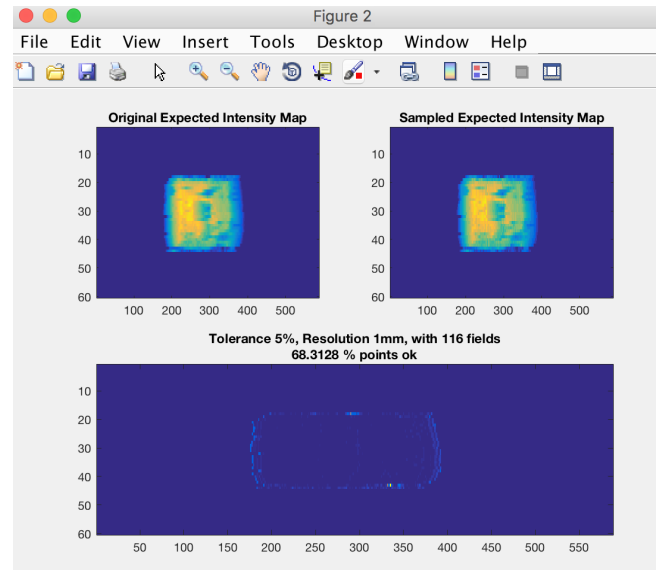 Figure 2
File Edit View Insert Tools Desktop Window Help
Original Expected Intensity Map
10
20
30
40
50
60
100 200 300 400 500
Sampled Expected Intensity Map
10
20
30
40
50
60
100 200 300 400 500
Tolerance 5%, Resolution 1mm, with 116 fields
68.3128 % points ok
10
20
30
40
50
60
50 100 150 200 250 300 350 400 450 500 550